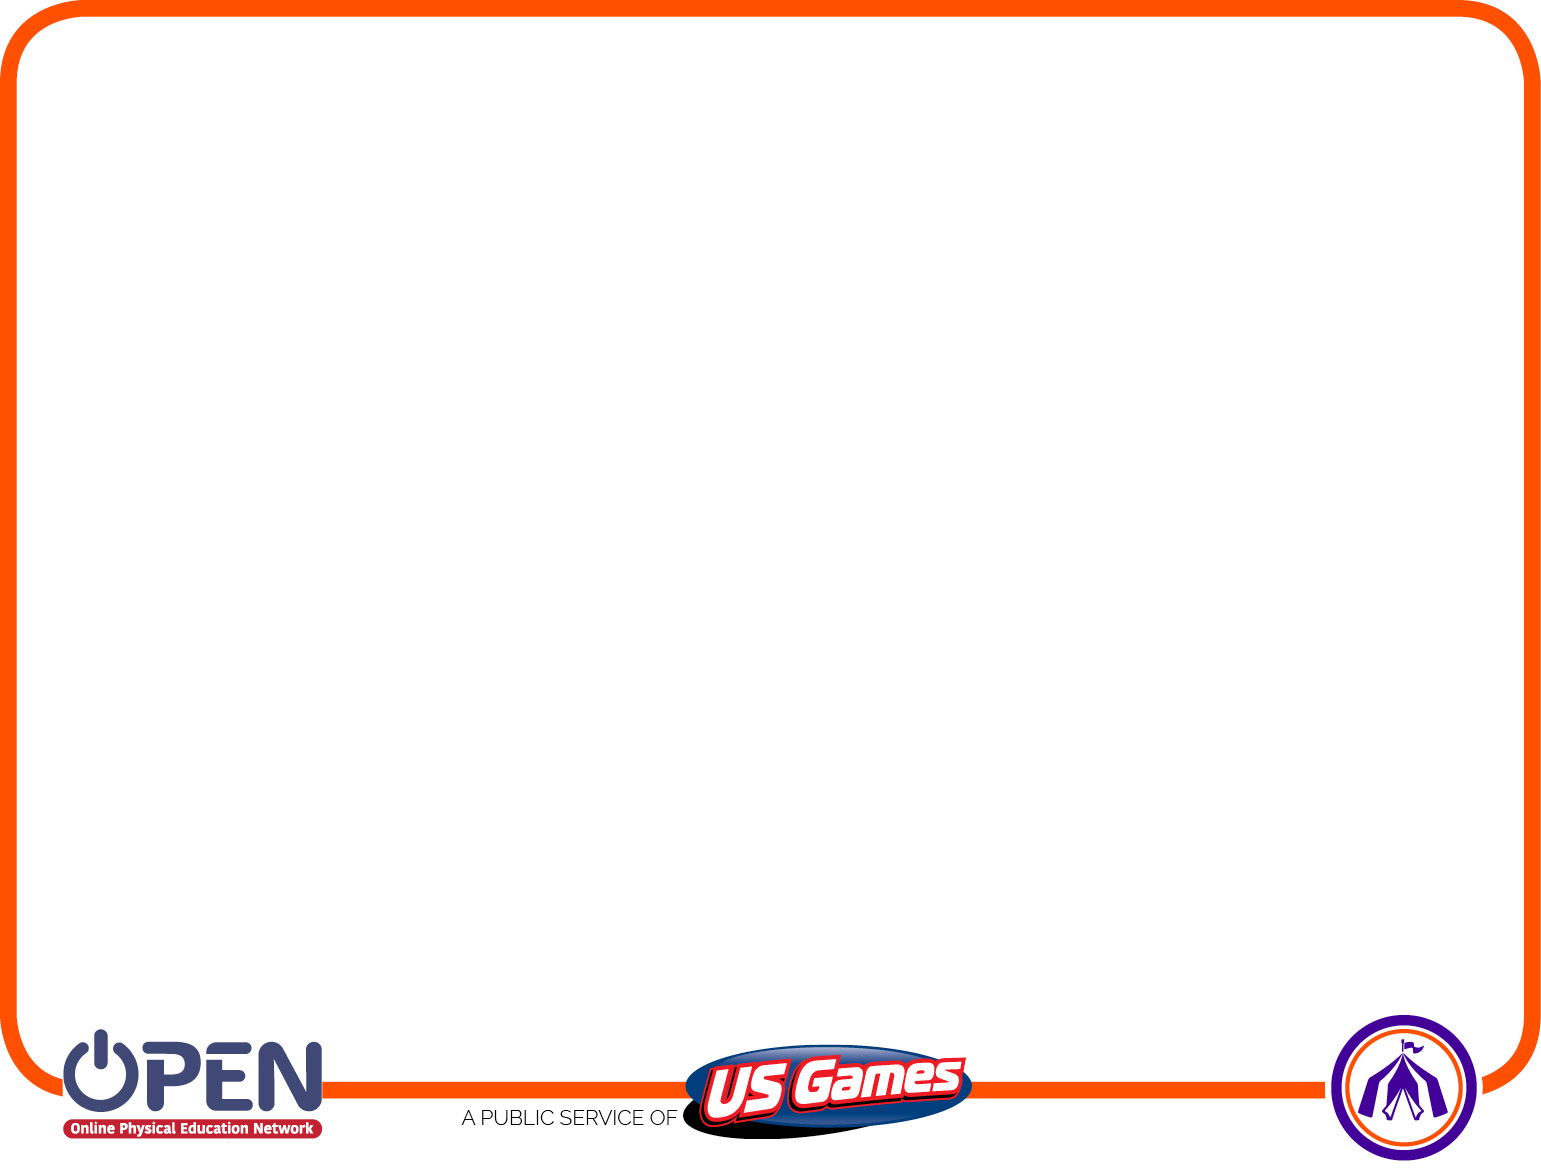 OPEN
Online Physical Education Network
A PUBLIC SERVICE OF
US Games